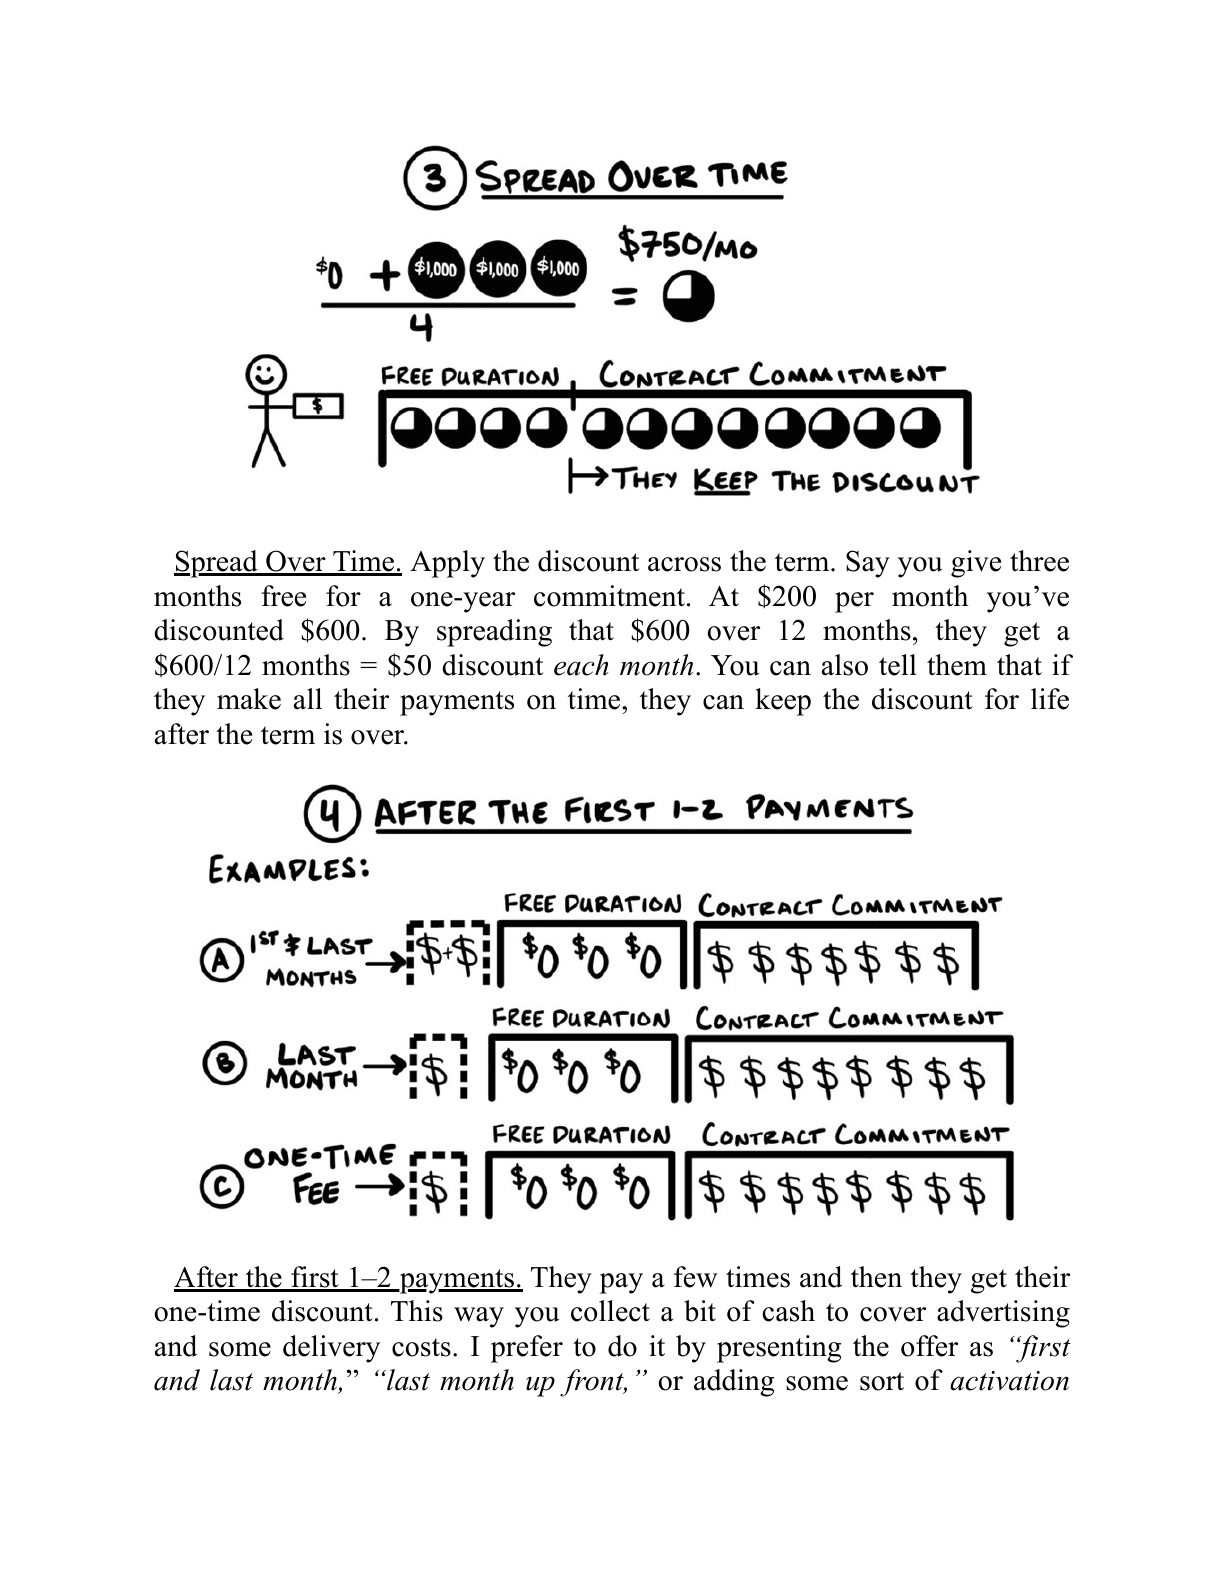 3 SPREAD OVER TIME
$0 + $1,000 $1,000 $1,000
4
= $750/MO
FREE DURATION CONTRACT COMMITMENT
$
THEY KEEP THE DISCOUNT
Spread Over Time. Apply the discount across the term. Say you give three
months free for a one-year commitment. At $200 per month you’ve
discounted $600. By spreading that $600 over 12 months, they get a
$600/12 months = $50 discount each month. You can also tell them that if
they make all their payments on time, they can keep the discount for life
after the term is over.
4 AFTER THE FIRST 1-2 PAYMENTS
EXAMPLES:
FREE DURATION CONTRACT COMMITMENT
A 1ST & LAST MONTHS $+$ $0 $0 $0 $ $ $ $ $ $ $
FREE DURATION CONTRACT COMMITMENT
B LAST MONTH $ $0 $0 $0 $ $ $ $ $ $ $ $
FREE DURATION CONTRACT COMMITMENT
C ONE-TIME FEE $ $0 $0 $0 $ $ $ $ $ $ $ $
After the first 1–2 payments. They pay a few times and then they get their
one-time discount. This way you collect a bit of cash to cover advertising
and some delivery costs. I prefer to do it by presenting the offer as “first
and last month,” “last month up front,” or adding some sort of activation